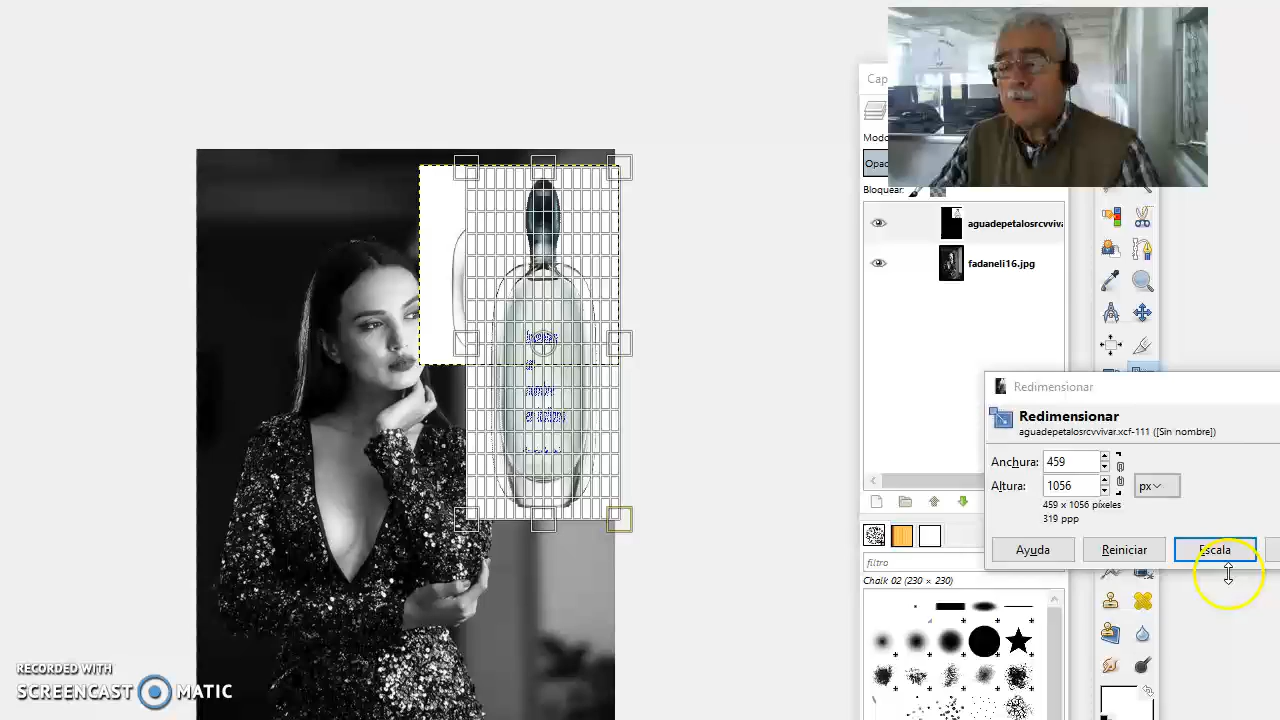 Cap
Modo
Opac
Bloquear:
aguadepetalosrcvviva
fadaneli16.jpg
Redimensionar
Redimensionar
aguadepetalosrcvvivar.xcf-111 ([Sin nombre])
Anchura: 459
Altura: 1056 px
459 x 1056 píxeles
319 ppp
Ayuda Reiniciar Escala
filtro
Chalk 02 (230 × 230)
RECORDED WITH
SCREENCAST MATIC